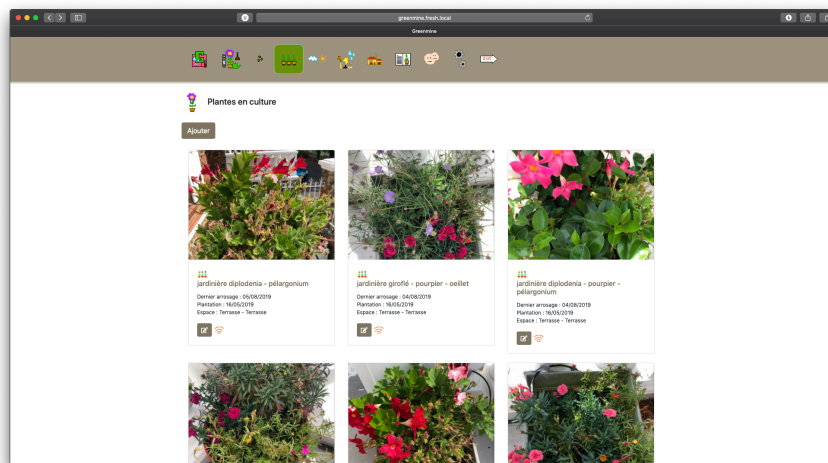 greenmine.fresh.local
Greenmine
EXIT
Plantes en culture
Ajouter
jardinière diplodenia - pélargonium
Dernier arrosage : 05/08/2019
Plantation : 16/05/2019
Espace : Terrasse - Terrasse
jardinière giroflé - pourpier - oeillet
Dernier arrosage : 04/08/2019
Plantation : 16/05/2019
Espace : Terrasse - Terrasse
jardinière diplodenia - pourpier -
pélargonium
Dernier arrosage : 04/08/2019
Plantation : 16/05/2019
Espace : Terrasse - Terrasse